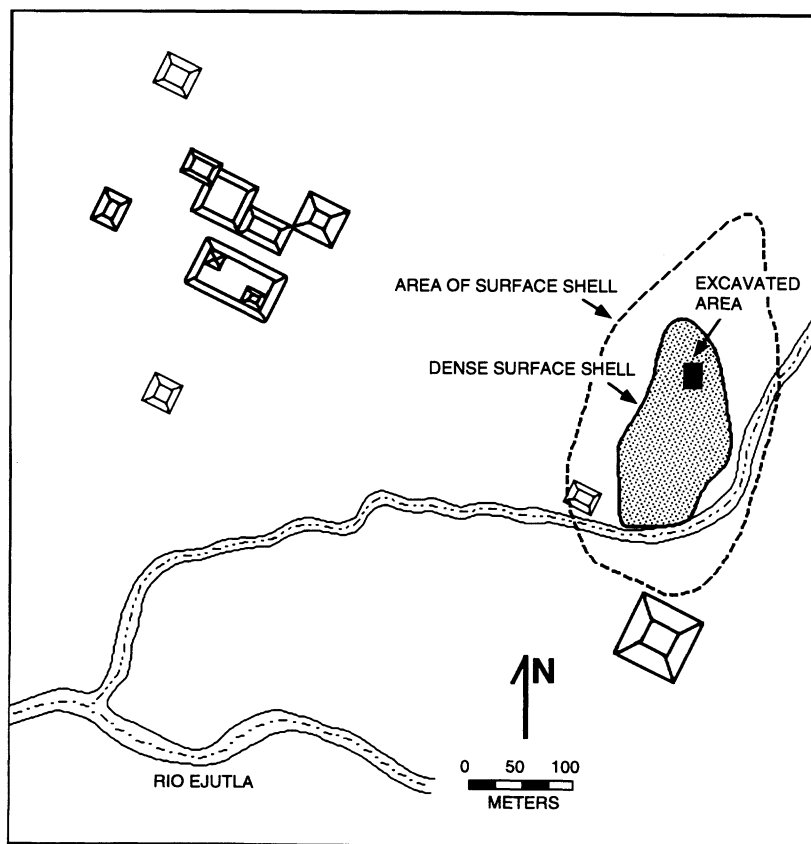 AREA OF SURFACE SHELL
EXCAVATED
AREA
DENSE SURFACE SHELL
N
RIO EJUTLA
0 50 100
METERS